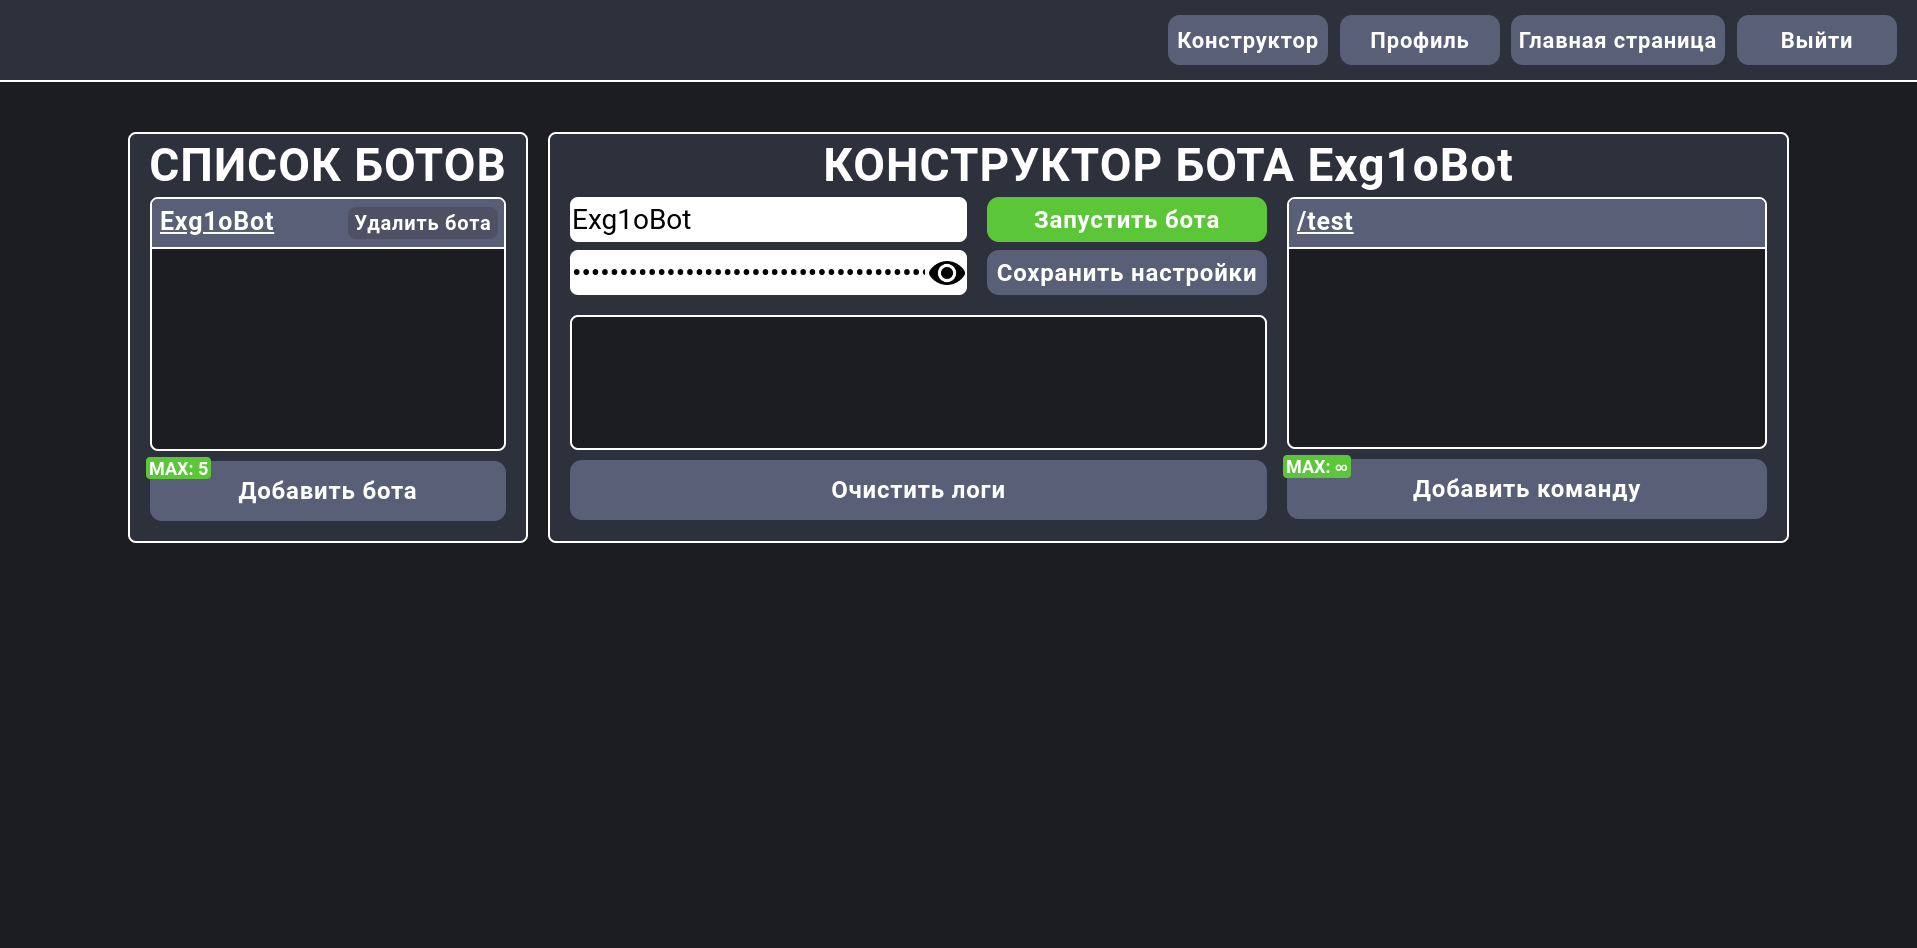 Конструктор
Профиль
Главная страница
Выйти
СПИСОК БОТОВ
Exg1oBot
Удалить бота
MAX: 5
Добавить бота
КОНСТРУКТОР БОТА Exg1oBot
Exg1oBot
Запустить бота
Сохранить настройки
Очистить логи
/test
MAX: ∞
Добавить команду